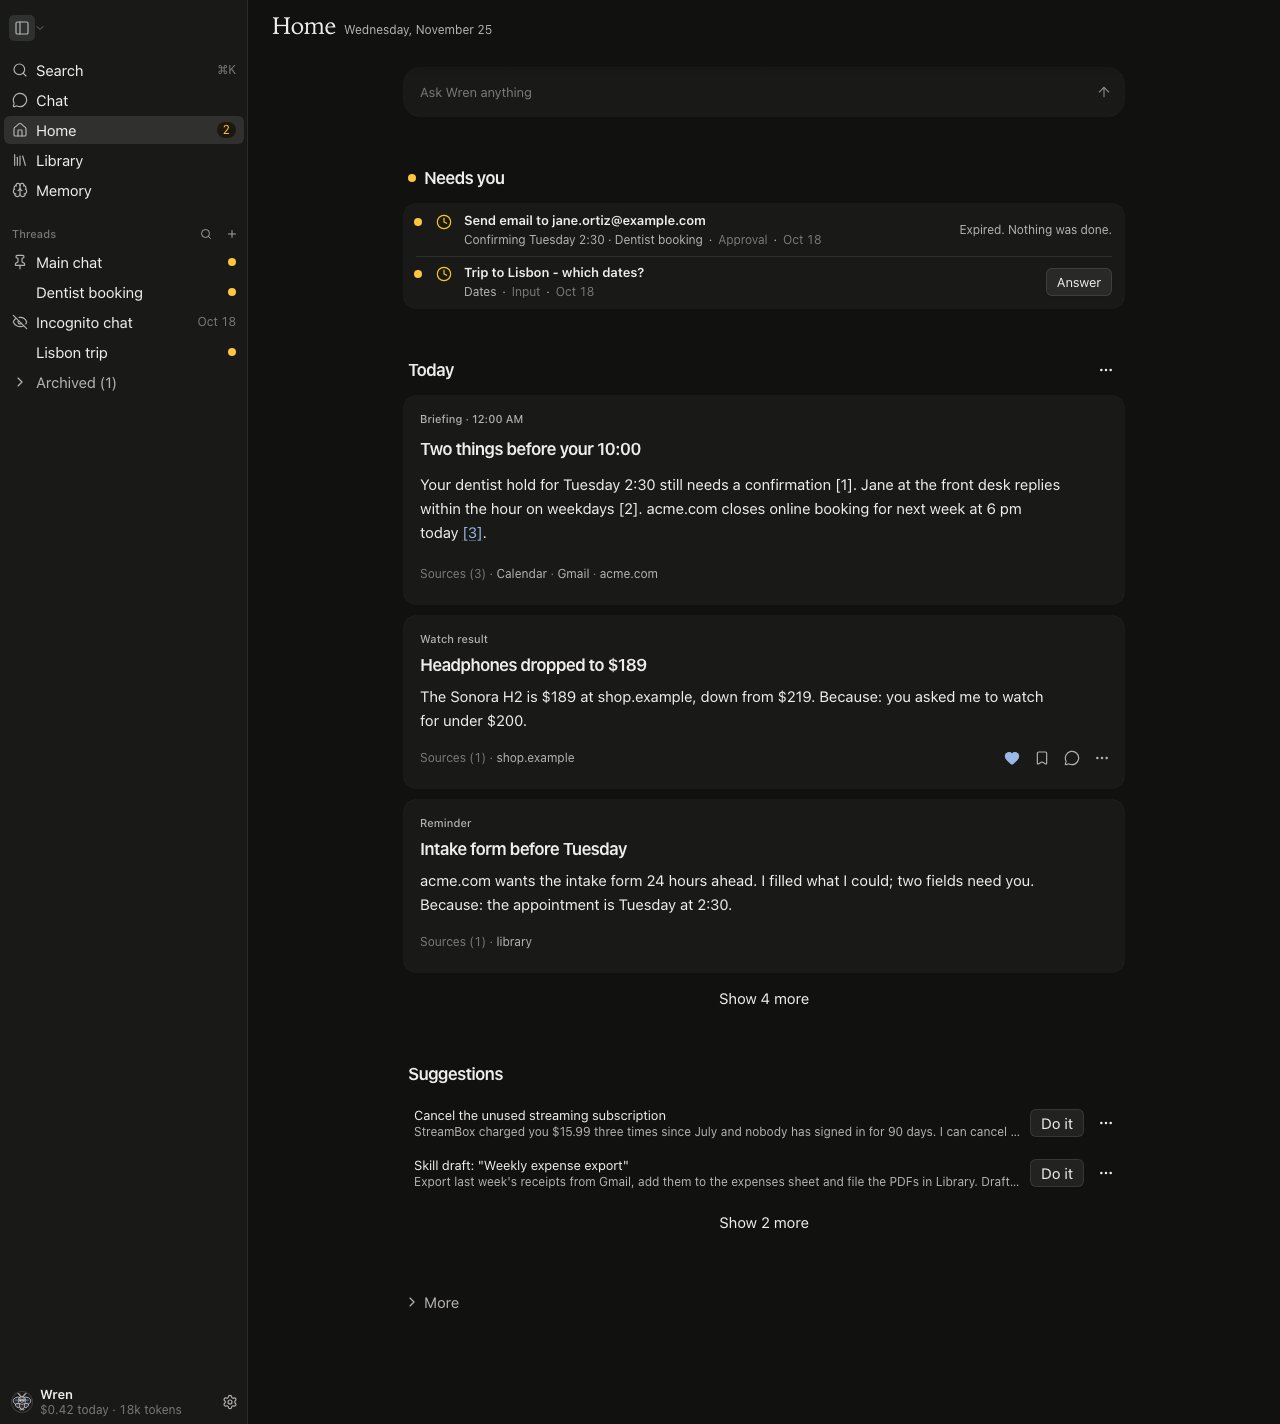 Home Wednesday, November 25
Search ⌘K
Chat
Home 2
Library
Memory
Threads
Main chat
Dentist booking
Incognito chat Oct 18
Lisbon trip
Archived (1)
Ask Wren anything
Needs you
Send email to jane.ortiz@example.com
Confirming Tuesday 2:30 · Dentist booking · Approval · Oct 18
Expired. Nothing was done.
Trip to Lisbon - which dates?
Dates · Input · Oct 18
Answer
Today
Briefing · 12:00 AM
Two things before your 10:00
Your dentist hold for Tuesday 2:30 still needs a confirmation [1]. Jane at the front desk replies
within the hour on weekdays [2]. acme.com closes online booking for next week at 6 pm
today [3].
Sources (3) · Calendar · Gmail · acme.com
Watch result
Headphones dropped to $189
The Sonora H2 is $189 at shop.example, down from $219. Because: you asked me to watch
for under $200.
Sources (1) · shop.example
Reminder
Intake form before Tuesday
acme.com wants the intake form 24 hours ahead. I filled what I could; two fields need you.
Because: the appointment is Tuesday at 2:30.
Sources (1) · library
Show 4 more
Suggestions
Cancel the unused streaming subscription
StreamBox charged you $15.99 three times since July and nobody has signed in for 90 days. I can cancel ...
Do it
Skill draft: "Weekly expense export"
Export last week's receipts from Gmail, add them to the expenses sheet and file the PDFs in Library. Draft...
Do it
Show 2 more
More
Wren
$0.42 today · 18k tokens